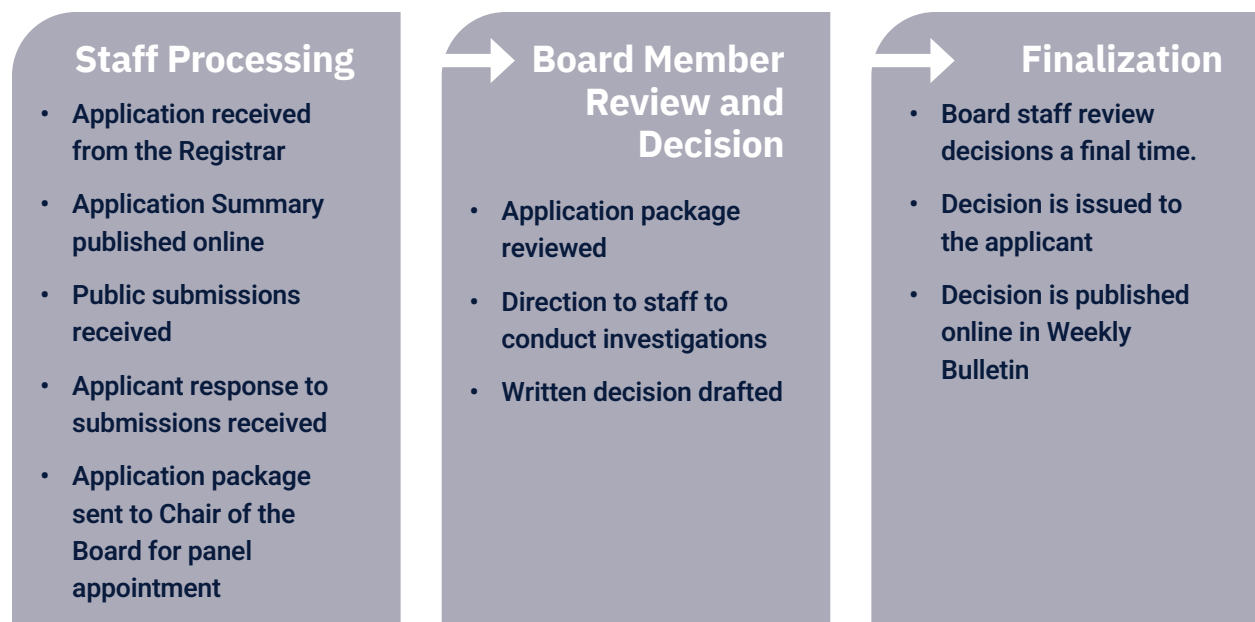 Staff Processing
• Application received
from the Registrar
• Application Summary
published online
• Public submissions
received
• Applicant response to
submissions received
• Application package
sent to Chair of the
Board for panel
appointment
Board Member
Review and
Decision
• Application package
reviewed
• Direction to staff to
conduct investigations
• Written decision drafted
Finalization
• Board staff review
decisions a final time.
• Decision is issued to
the applicant
• Decision is published
online in Weekly
Bulletin